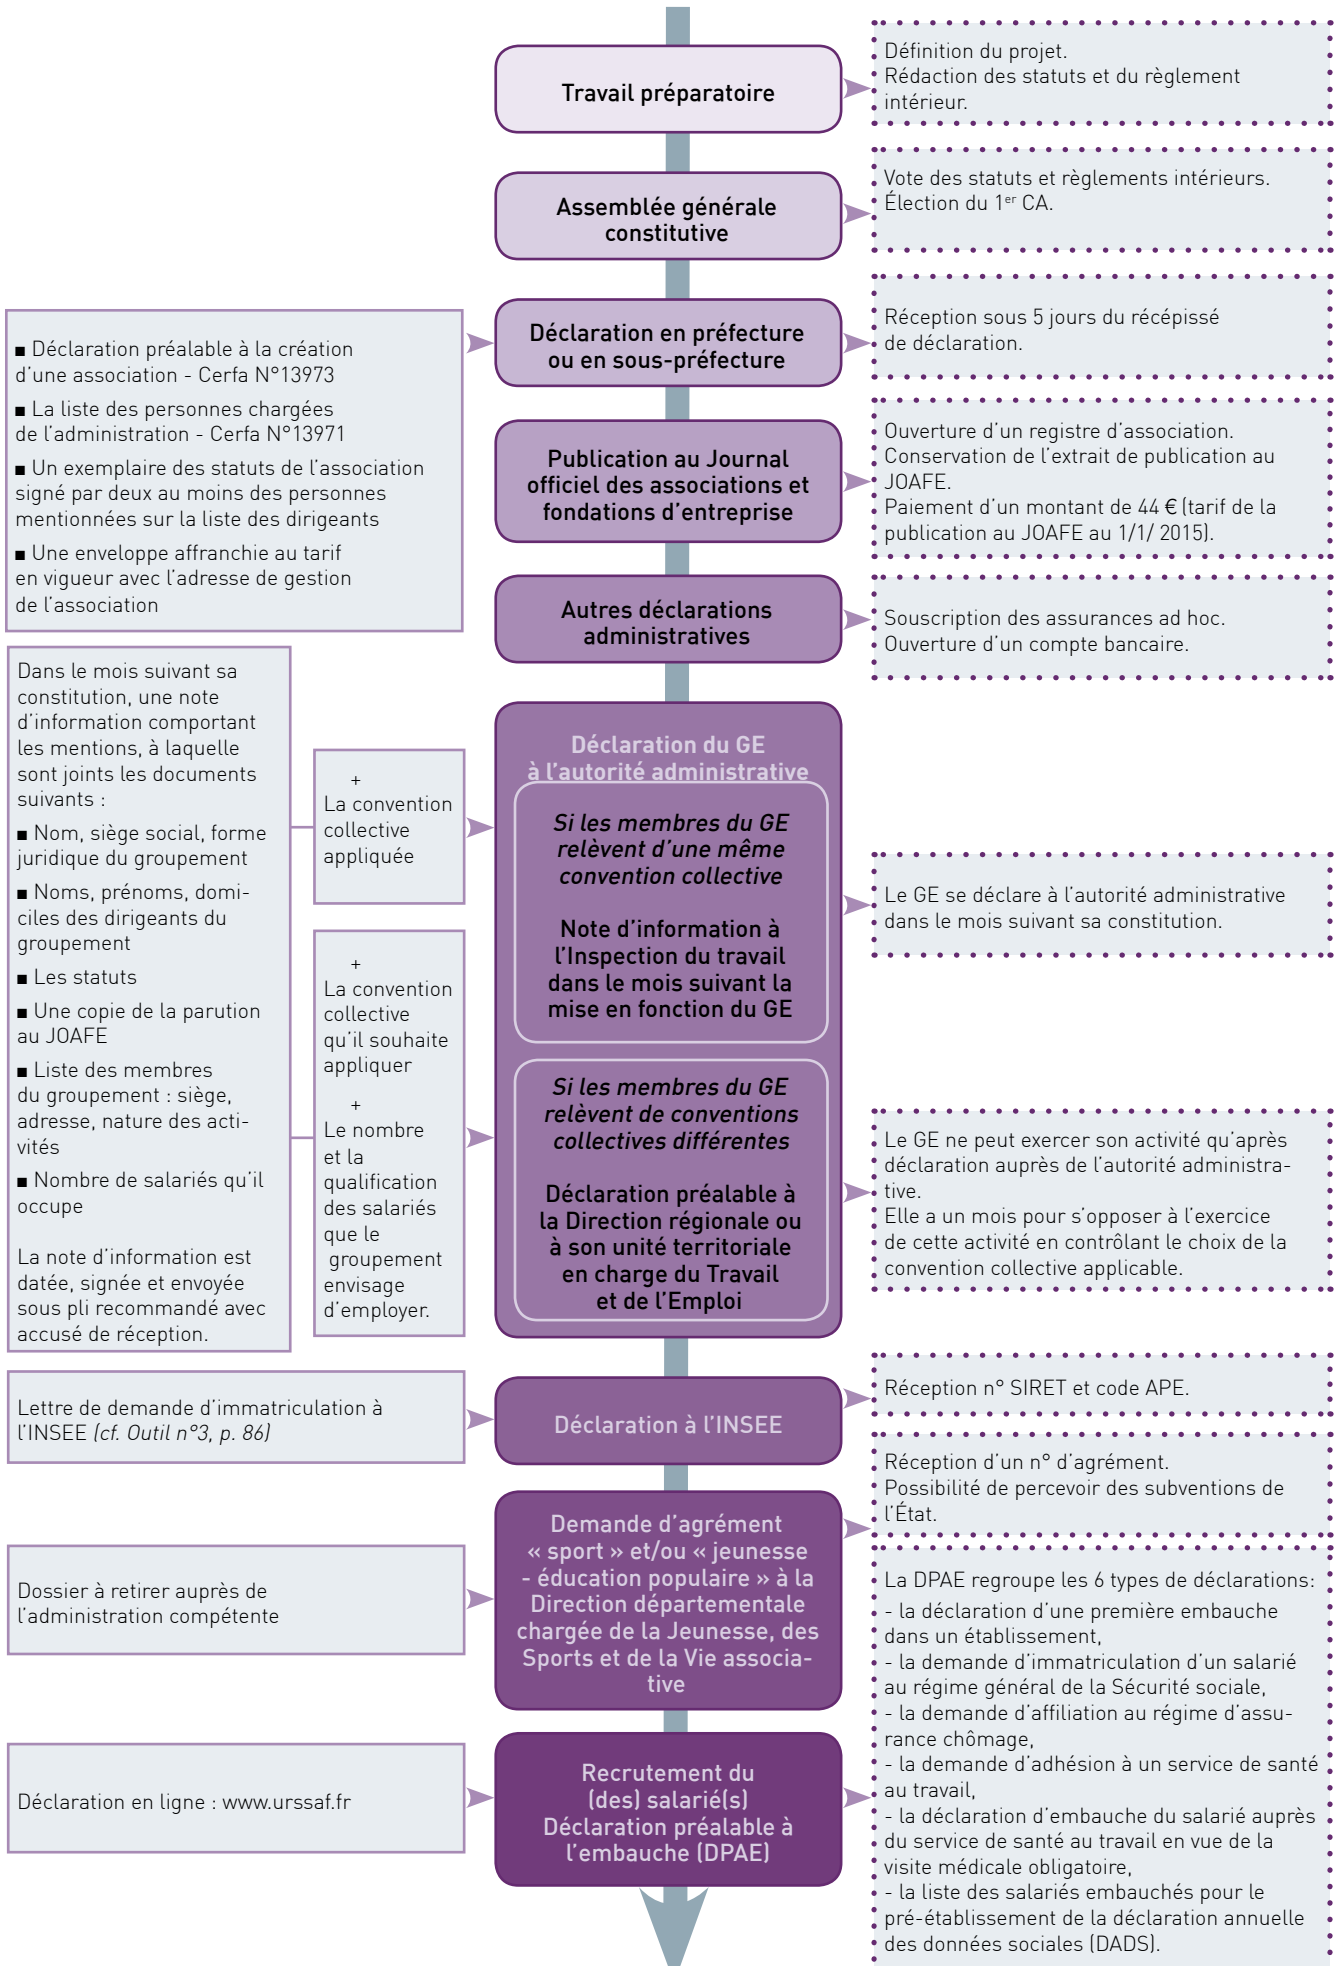 Travail préparatoire
Définition du projet.
Rédaction des statuts et du règlement
intérieur.
Assemblée générale
constitutive
Vote des statuts et règlements intérieurs.
Élection du 1er CA.
■ Déclaration préalable à la création
d’une association - Cerfa N°13973
■ La liste des personnes chargées
de l’administration - Cerfa N°13971
■ Un exemplaire des statuts de l’association
signé par deux au moins des personnes
mentionnées sur la liste des dirigeants
■ Une enveloppe affranchie au tarif
en vigueur avec l’adresse de gestion
de l’association
Déclaration en préfecture
ou en sous-préfecture
Réception sous 5 jours du récépissé
de déclaration.
Publication au Journal
officiel des associations et
fondations d’entreprise
Ouverture d’un registre d’association.
Conservation de l’extrait de publication au
JOAFE.
Paiement d’un montant de 44 € (tarif de la
publication au JOAFE au 1/1/ 2015).
Autres déclarations
administratives
Souscription des assurances ad hoc.
Ouverture d’un compte bancaire.
Dans le mois suivant sa
constitution, une note
d’information comportant
les mentions, à laquelle
sont joints les documents
suivants :
■ Nom, siège social, forme
juridique du groupement
■ Noms, prénoms, domi-
ciles des dirigeants du
groupement
■ Les statuts
■ Une copie de la parution
au JOAFE
■ Liste des membres
du groupement : siège,
adresse, nature des acti-
vités
■ Nombre de salariés qu’il
occupe
La note d’information est
datée, signée et envoyée
sous pli recommandé avec
accusé de réception.
+
La convention
collective
appliquée
+
La convention
collective
qu’il souhaite
appliquer
+
Le nombre
et la
qualification
des salariés
que le
groupement
envisage
d’employer.
Déclaration du GE
à l’autorité administrative
Si les membres du GE
relèvent d’une même
convention collective
Note d’information à
l’Inspection du travail
dans le mois suivant la
mise en fonction du GE
Si les membres du GE
relèvent de conventions
collectives différentes
Déclaration préalable à
la Direction régionale ou
à son unité territoriale
en charge du Travail
et de l’Emploi
Le GE se déclare à l’autorité administrative
dans le mois suivant sa constitution.
Le GE ne peut exercer son activité qu’après
déclaration auprès de l’autorité administra-
tive.
Elle a un mois pour s’opposer à l’exercice
de cette activité en contrôlant le choix de la
convention collective applicable.
Lettre de demande d’immatriculation à
l’INSEE (cf. Outil n°3, p. 86)
Déclaration à l’INSEE
Réception n° SIRET et code APE.
Dossier à retirer auprès de
l’administration compétente
Demande d’agrément
« sport » et/ou « jeunesse
- éducation populaire » à la
Direction départementale
chargée de la Jeunesse, des
Sports et de la Vie associa-
tive
Réception d’un n° d’agrément.
Possibilité de percevoir des subventions de
l’État.
Déclaration en ligne : www.urssaf.fr
Recrutement du
(des) salarié(s)
Déclaration préalable à
l’embauche (DPAE)
La DPAE regroupe les 6 types de déclarations:
- la déclaration d’une première embauche
dans un établissement,
- la demande d’immatriculation d’un salarié
au régime général de la Sécurité sociale,
- la demande d’affiliation au régime d’assu-
rance chômage,
- la demande d’adhésion à un service de santé
au travail,
- la déclaration d’embauche du salarié auprès
du service de santé au travail en vue de la
visite médicale obligatoire,
- la liste des salariés embauchés pour le
pré-établissement de la déclaration annuelle
des données sociales (DADS).